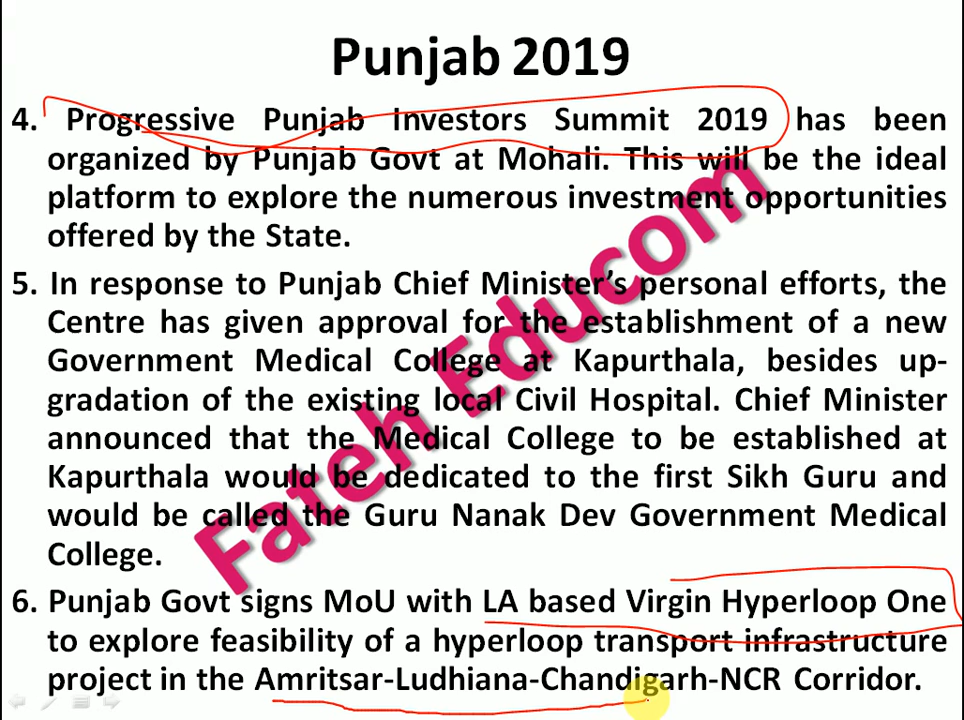 Punjab 2019
4. Progressive Punjab Investors Summit 2019 has been
organized by Punjab Govt at Mohali. This will be the ideal
platform to explore the numerous investment opportunities
offered by the State.
5. In response to Punjab Chief Minister's personal efforts, the
Centre has given approval for the establishment of a new
Government Medical College at Kapurthala, besides up-
gradation of the existing local Civil Hospital. Chief Minister
announced that the Medical College to be established at
Kapurthala would be dedicated to the first Sikh Guru and
would be called the Guru Nanak Dev Government Medical
College.
6. Punjab Govt signs MoU with LA based Virgin Hyperloop One
to explore feasibility of a hyperloop transport infrastructure
project in the Amritsar-Ludhiana-Chandigarh-NCR Corridor.
Fateh Educom